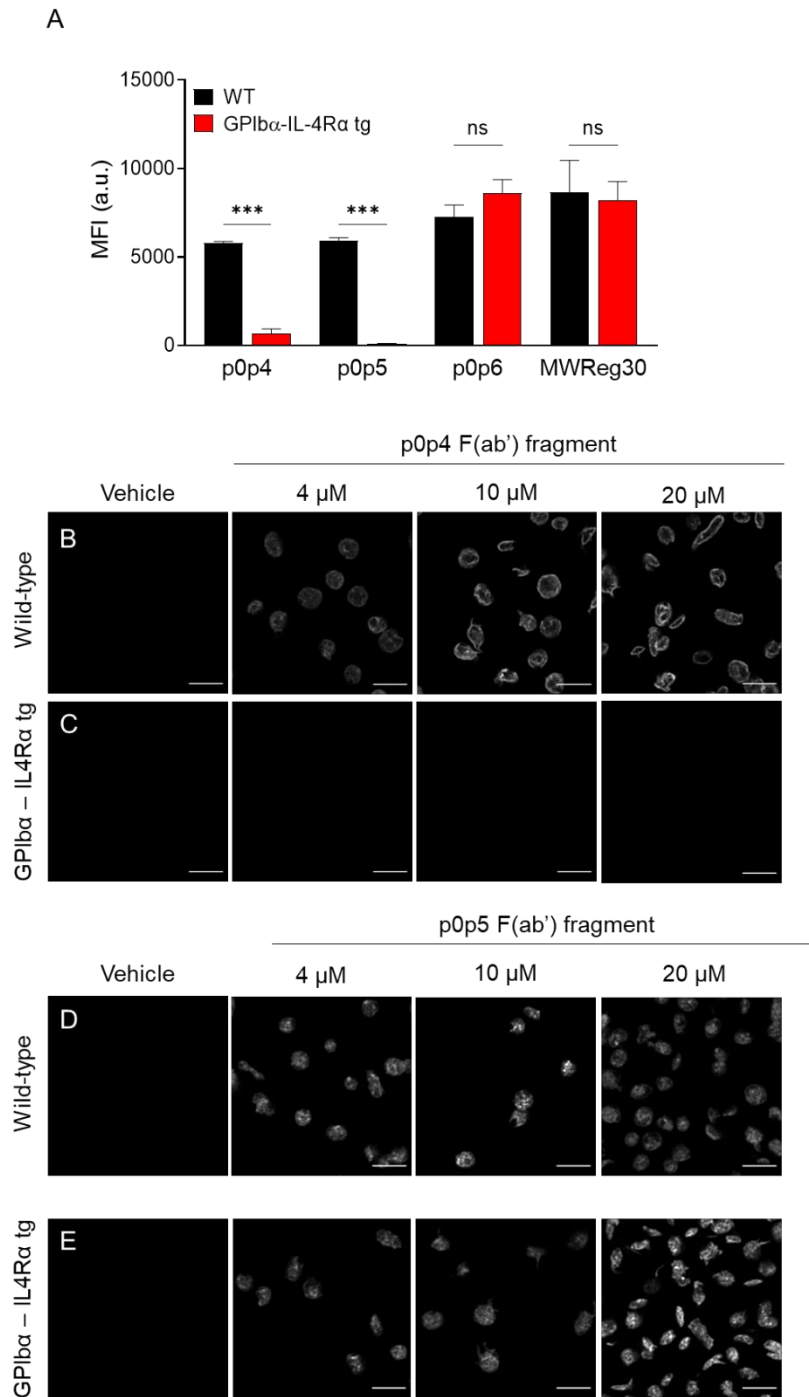 A
15000
WT
GPIbα-IL-4Rα tg
ns
ns
10000
MFI (a.u.)
***
***
5000
0
p0p4 p0p5 p0p6 MWReg30
p0p4 F(ab') fragment
Vehicle 4 µM 10 µM 20 µM
B
Wild-type
C
GPIbα – IL4Rα tg
p0p5 F(ab') fragment
Vehicle 4 µM 10 µM 20 µM
D
Wild-type
E
GPIbα – IL4Rα tg